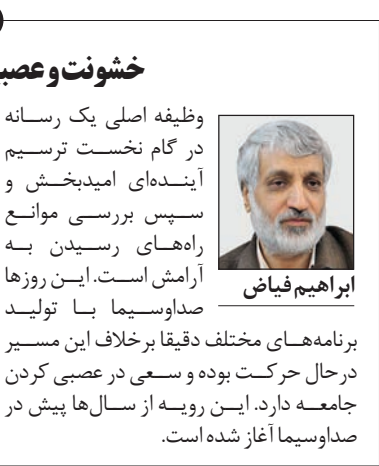 خشونت و عصبی
وظیفه اصلی یک رسانه
در گام نخست ترسیم
آینده‌ای امیدبخش و
سپس بررسی موانع
راه‌های رسیدن به
آرامش است. این روزها
صداوسیما با تولید
ابراهیم فیاض
برنامه‌های مختلف دقیقا برخلاف این مسیر
درحال حرکت بوده و سعی در عصبی کردن
جامعه دارد. این رویه از سال‌ها پیش در
صداوسیما آغاز شده است.